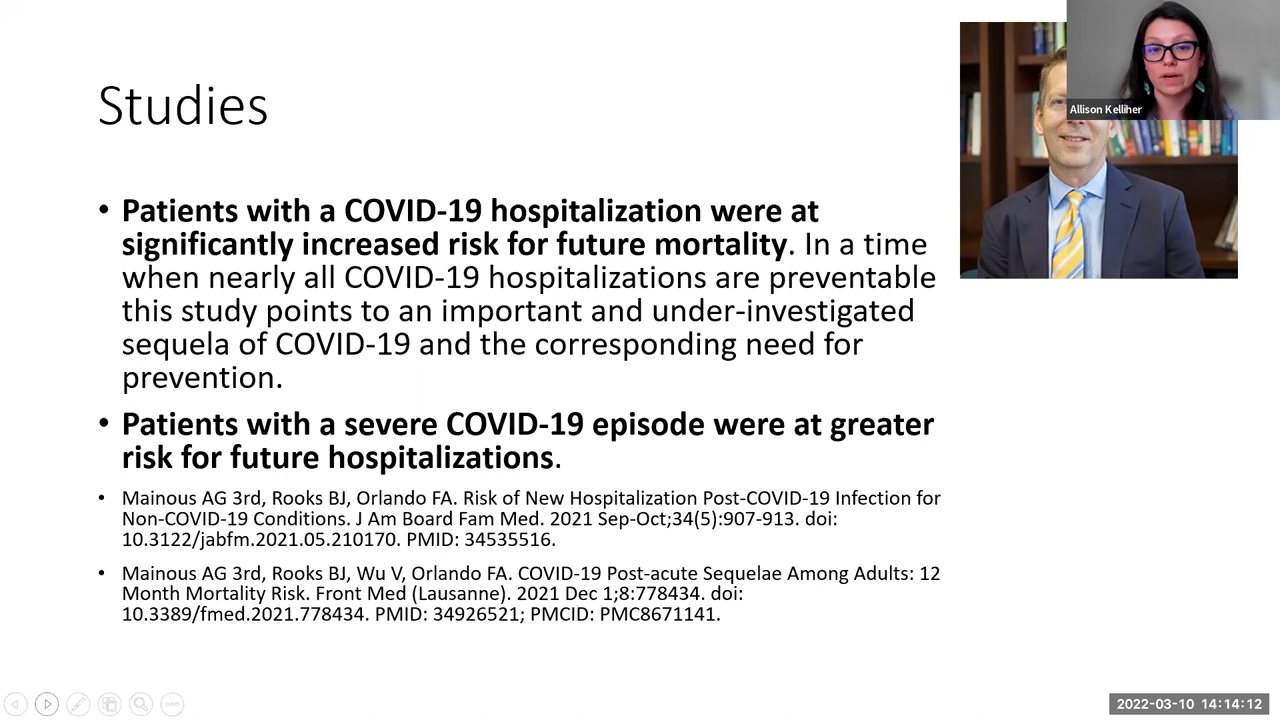 Allison Kelliher
Studies
• Patients with a COVID-19 hospitalization were at
significantly increased risk for future mortality. In a time
when nearly all COVID-19 hospitalizations are preventable
this study points to an important and under-investigated
sequela of COVID-19 and the corresponding need for
prevention.
• Patients with a severe COVID-19 episode were at greater
risk for future hospitalizations.
• Mainous AG 3rd, Rooks BJ, Orlando FA. Risk of New Hospitalization Post-COVID-19 Infection for
Non-COVID-19 Conditions. J Am Board Fam Med. 2021 Sep-Oct;34(5):907-913. doi:
10.3122/jabfm.2021.05.210170. PMID: 34535516.
• Mainous AG 3rd, Rooks BJ, Wu V, Orlando FA. COVID-19 Post-acute Sequelae Among Adults: 12
Month Mortality Risk. Front Med (Lausanne). 2021 Dec 1;8:778434. doi:
10.3389/fmed.2021.778434. PMID: 34926521; PMCID: PMC8671141.
2022-03-10 14:14:12